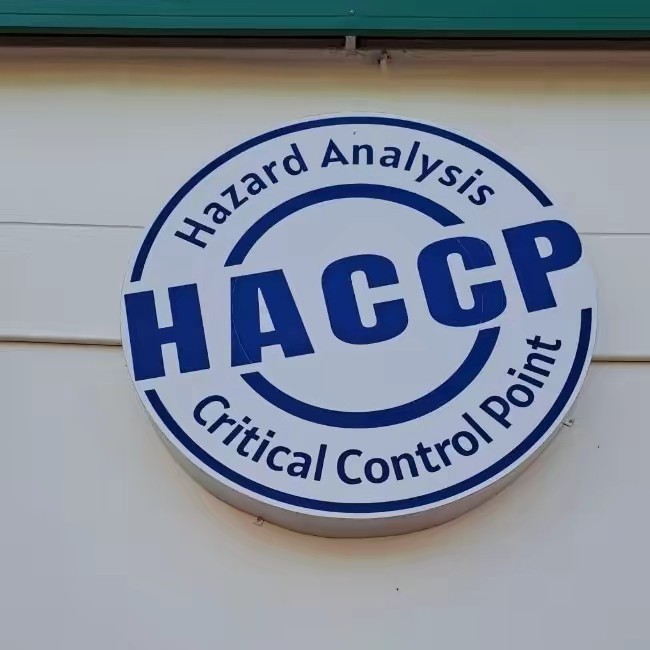 Hazard Analysis
HACCP
Critical Control Point